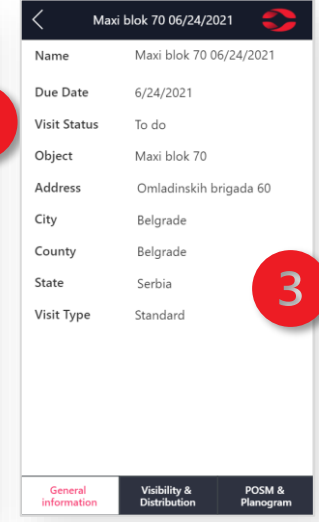 Maxi blok 70 06/24/2021
Name Maxi blok 70 06/24/2021
Due Date 6/24/2021
Visit Status To do
Object Maxi blok 70
Address Omladinskih brigada 60
City Belgrade
County Belgrade
State Serbia
3
Visit Type Standard
General
information
Visibility &
Distribution
POSM &
Planogram